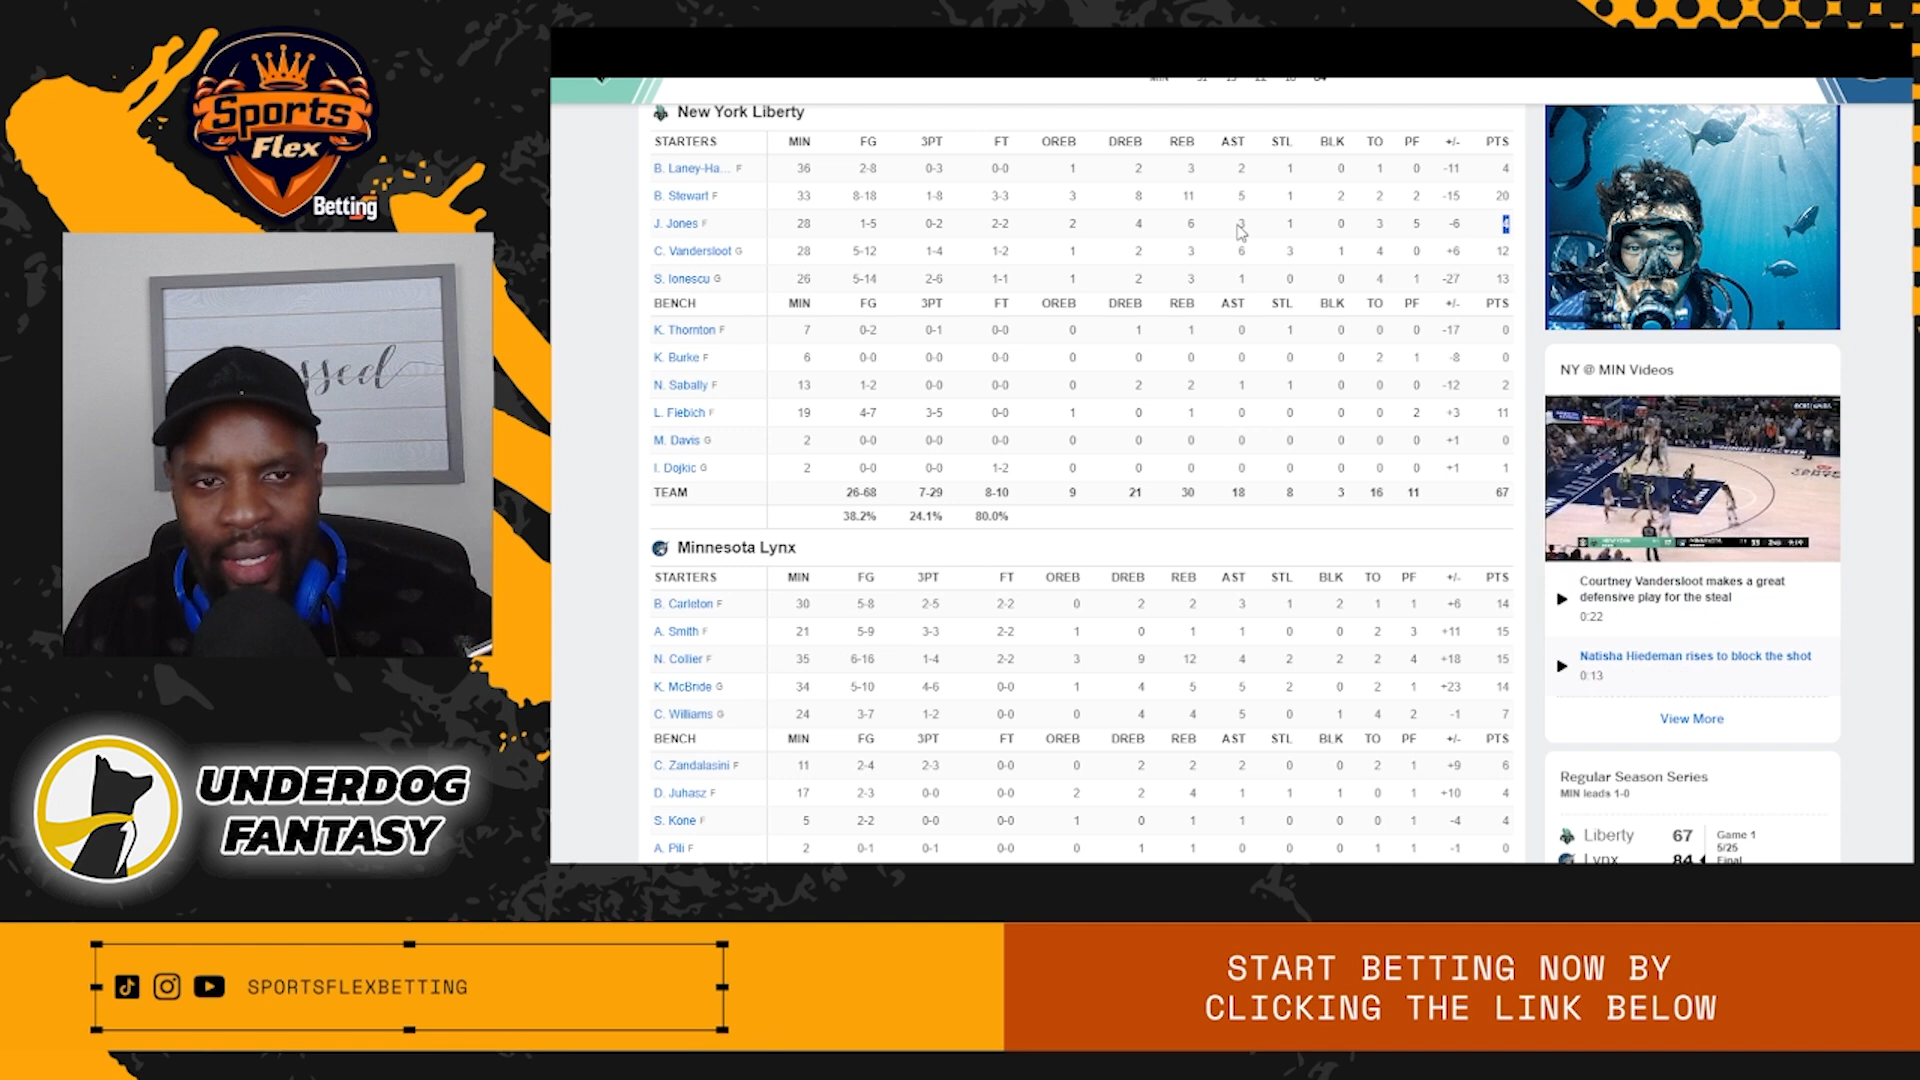 Sports
Flex
Betting
essed
UNDERDOG
FANTASY
SPORTSFLEXBETTING
START BETTING NOW BY
CLICKING THE LINK BELOW
New York Liberty
STARTERS MIN FG 3PT FT OREB DREB REB AST STL BLK TO PF +/- PTS
B. Laney-Ha... F 36 2-8 0-3 0-0 1 2 3 2 1 0 1 0 -11 4
B. Stewart F 33 8-18 1-8 3-3 3 8 11 5 1 2 2 2 -15 20
J. Jones F 28 1-5 0-2 2-2 2 4 6 3 1 0 3 5 -6 4
C. Vandersloot G 28 5-12 1-4 1-2 1 2 3 6 3 1 4 0 +6 12
S. Ionescu G 26 5-14 2-6 1-1 1 2 3 1 0 0 4 1 -27 13
BENCH MIN FG 3PT FT OREB DREB REB AST STL BLK TO PF +/- PTS
K. Thornton F 7 0-2 0-1 0-0 0 1 1 0 1 0 0 0 -17 0
K. Burke F 6 0-0 0-0 0-0 0 0 0 0 0 0 2 1 -8 0
N. Sabally F 13 1-2 0-0 0-0 0 2 2 1 1 0 0 0 -12 2
L. Fiebich F 19 4-7 3-5 0-0 1 0 1 0 0 0 0 2 +3 11
M. Davis G 2 0-0 0-0 0-0 0 0 0 0 0 0 0 0 +1 0
I. Dojkic G 2 0-0 0-0 1-2 0 0 0 0 0 0 0 0 +1 1
TEAM 26-68 7-29 8-10 9 21 30 18 8 3 16 11 67
38.2% 24.1% 80.0%
Minnesota Lynx
STARTERS MIN FG 3PT FT OREB DREB REB AST STL BLK TO PF +/- PTS
B. Carleton F 30 5-8 2-5 2-2 0 2 2 3 1 2 1 1 +6 14
A. Smith F 21 5-9 3-3 2-2 1 0 1 1 0 0 2 3 +11 15
N. Collier F 35 6-16 1-4 2-2 3 9 12 4 2 2 2 4 +18 15
K. McBride G 34 5-10 4-6 0-0 1 4 5 5 2 0 2 1 +23 14
C. Williams G 24 3-7 1-2 0-0 0 4 4 5 0 1 4 2 -1 7
BENCH MIN FG 3PT FT OREB DREB REB AST STL BLK TO PF +/- PTS
C. Zandalasini F 11 2-4 2-3 0-0 0 2 2 2 0 0 2 1 +9 6
D. Juhasz F 17 2-3 0-0 0-0 2 2 4 1 1 1 0 1 +10 4
S. Kone F 5 2-2 0-0 0-0 1 0 1 1 0 0 0 1 -4 4
A. Pili F 2 0-1 0-1 0-0 0 1 1 0 0 0 1 1 -1 0
NY @ MIN Videos
Courtney Vandersloot makes a great
defensive play for the steal
0:22
Natisha Hiedeman rises to block the shot
0:13
View More
Regular Season Series
MIN leads 1-0
Liberty 67 Game 1
5/25
Lynx 84 Final